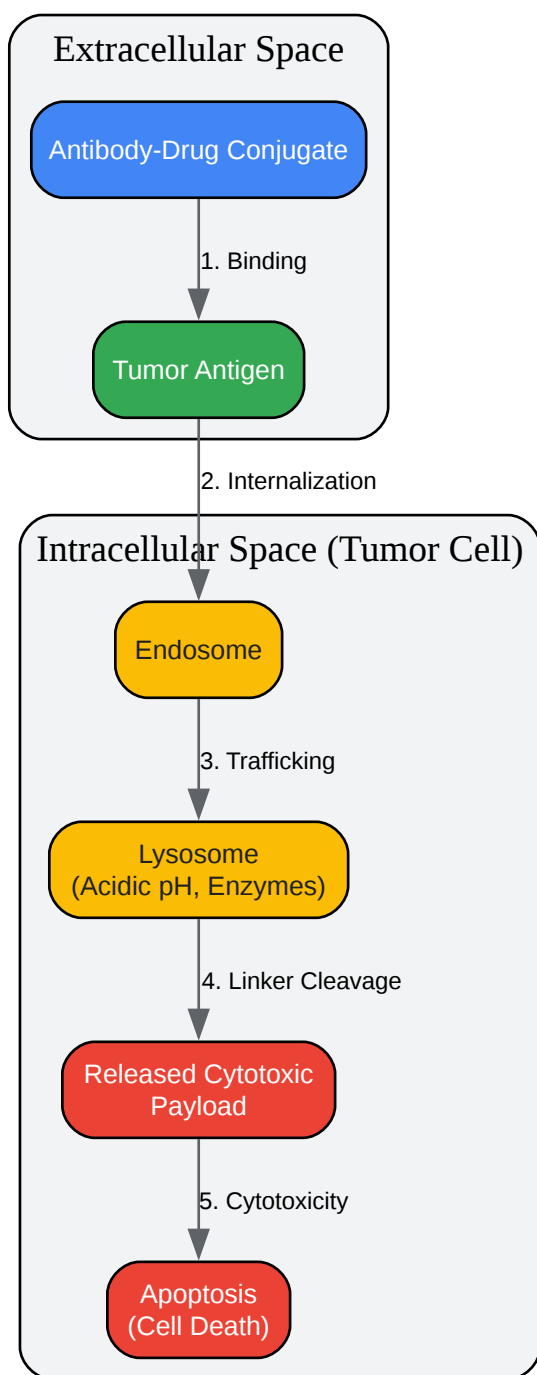 Extracellular Space
Antibody-Drug Conjugate
1. Binding
Tumor Antigen
2. Internalization
Intracellular Space (Tumor Cell)
Endosome
3. Trafficking
Lysosome
(Acidic pH, Enzymes)
4. Linker Cleavage
Released Cytotoxic
Payload
5. Cytotoxicity
Apoptosis
(Cell Death)